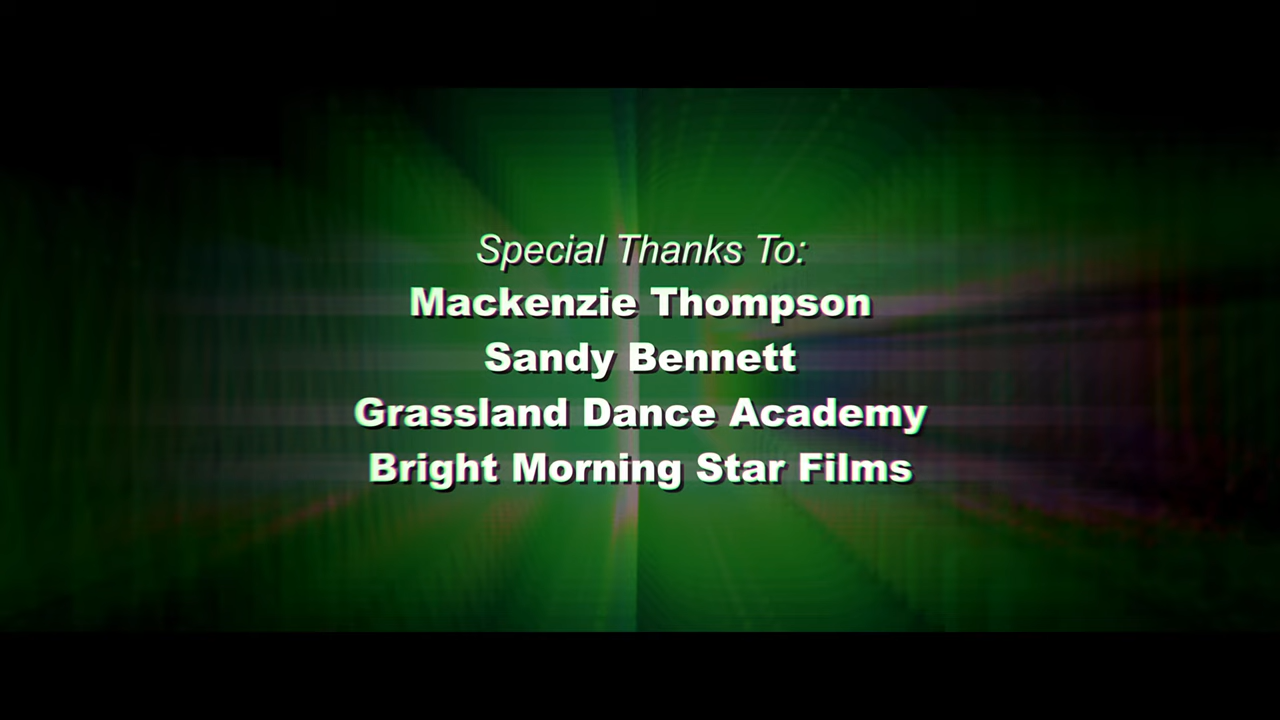 Special Thanks To:
Mackenzie Thompson
Sandy Bennett
Grassland Dance Academy
Bright Morning Star Films